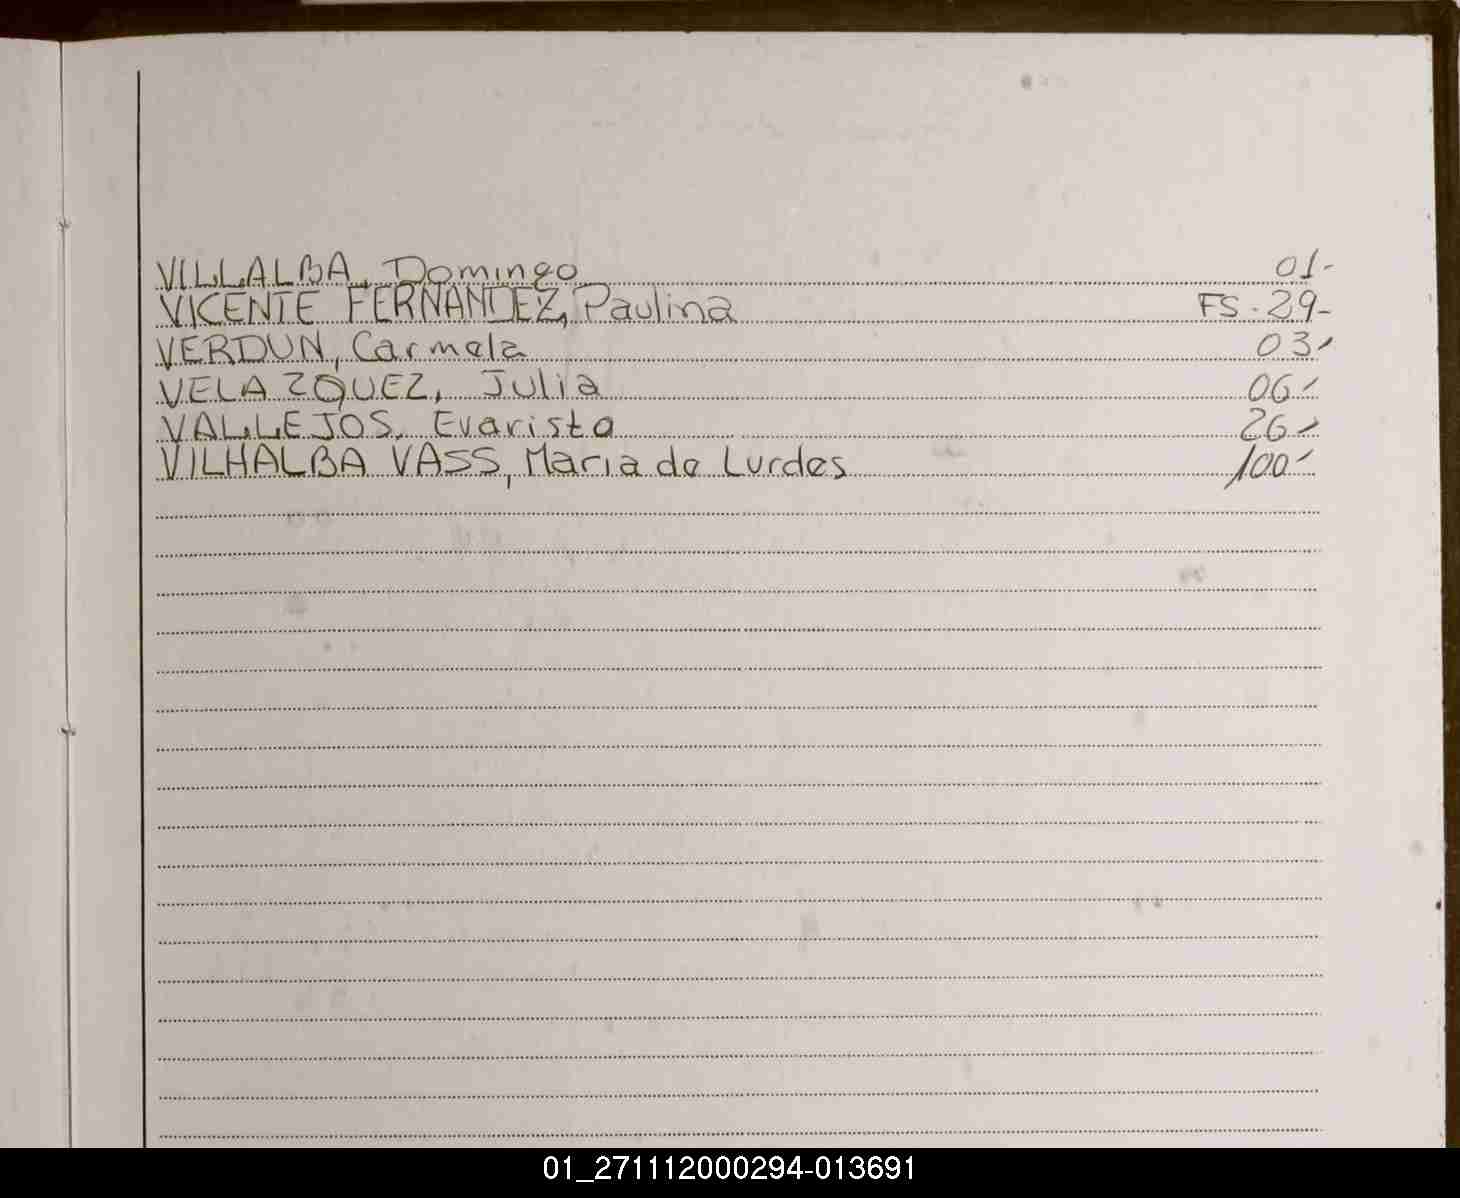 VILLALBA, Domingo 01-
VICENTE FERNANDEZ, Paulina FS. 29-
VERDUN, Carmela 03-
VELAZQUEZ, Julia 06-
VALLEJOS, Evaristo 26-
VILHALBA VASS, Maria de Lurdes 100-
01_271112000294-013691